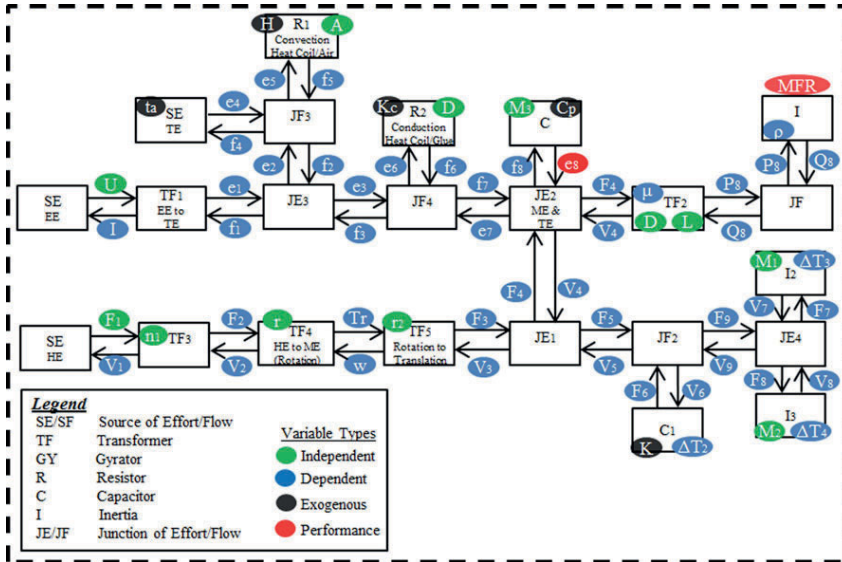 H R1 A
Convection
Heat Coil/Air
e5 f5
ta SE
TE
e4
f4
JF3
Kc R2 D
Conduction
Heat Coil/Glue
M3 Cp
C
MFR
I
ρ
e2 f2
e6 f6
f8 e8
P8 Q8
SE
EE
U
I
TF1
EE to
TE
e1
f1
JE3
e3
f3
JF4
f7
e7
JE2
ME &
TE
F4
V4
μ
TF2
D L
P8
Q8
JF
F4 V4
M1 ΔT3
I2
V7 F7
SE
HE
F1
V1
n1 TF3
F2
V2
r TF4
HE to ME
(Rotation)
Tr
w
r2 TF5
Rotation to
Translation
F3
V3
JE1
F5
V5
JF2
F9
V9
JE4
F6 V6
F8 V8
C1
K ΔT2
I3
M2 ΔT4
Legend
SE/SF Source of Effort/Flow
TF Transformer
GY Gyrator
R Resistor
C Capacitor
I Inertia
JE/JF Junction of Effort/Flow
Variable Types
Independent
Dependent
Exogenous
Performance